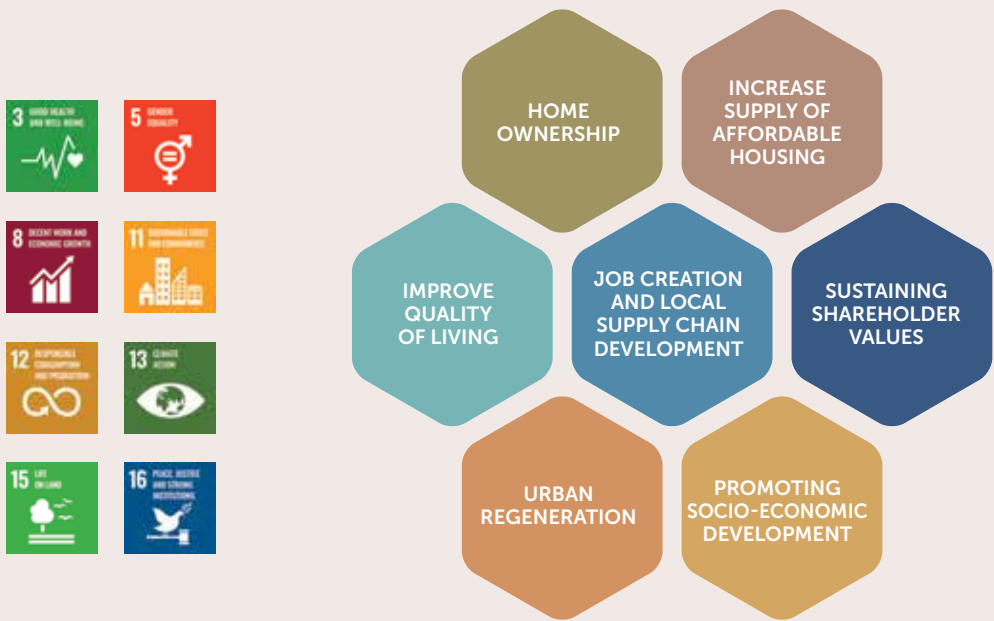 3 GOOD HEALTH
AND WELL-BEING
5 GENDER
EQUALITY
8 DECENT WORK AND
ECONOMIC GROWTH
11 SUSTAINABLE CITIES
AND COMMUNITIES
12 RESPONSIBLE
CONSUMPTION
AND PRODUCTION
13 CLIMATE
ACTION
15 LIFE
ON LAND
16 PEACE, JUSTICE
AND STRONG
INSTITUTIONS
HOME
OWNERSHIP
INCREASE
SUPPLY OF
AFFORDABLE
HOUSING
IMPROVE
QUALITY
OF LIVING
JOB CREATION
AND LOCAL
SUPPLY CHAIN
DEVELOPMENT
SUSTAINING
SHAREHOLDER
VALUES
URBAN
REGENERATION
PROMOTING
SOCIO-ECONOMIC
DEVELOPMENT